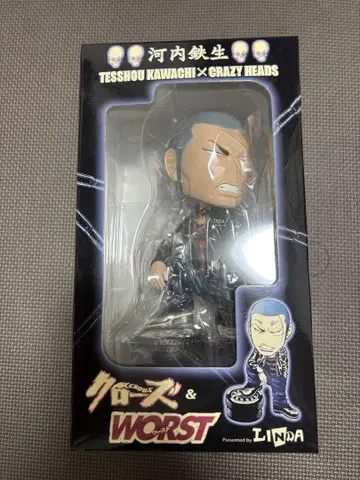 河内鉄生
TESSHOU KAWACHI×CRAZY HEADS
クローズ
&
WORST
Presented by LINDA